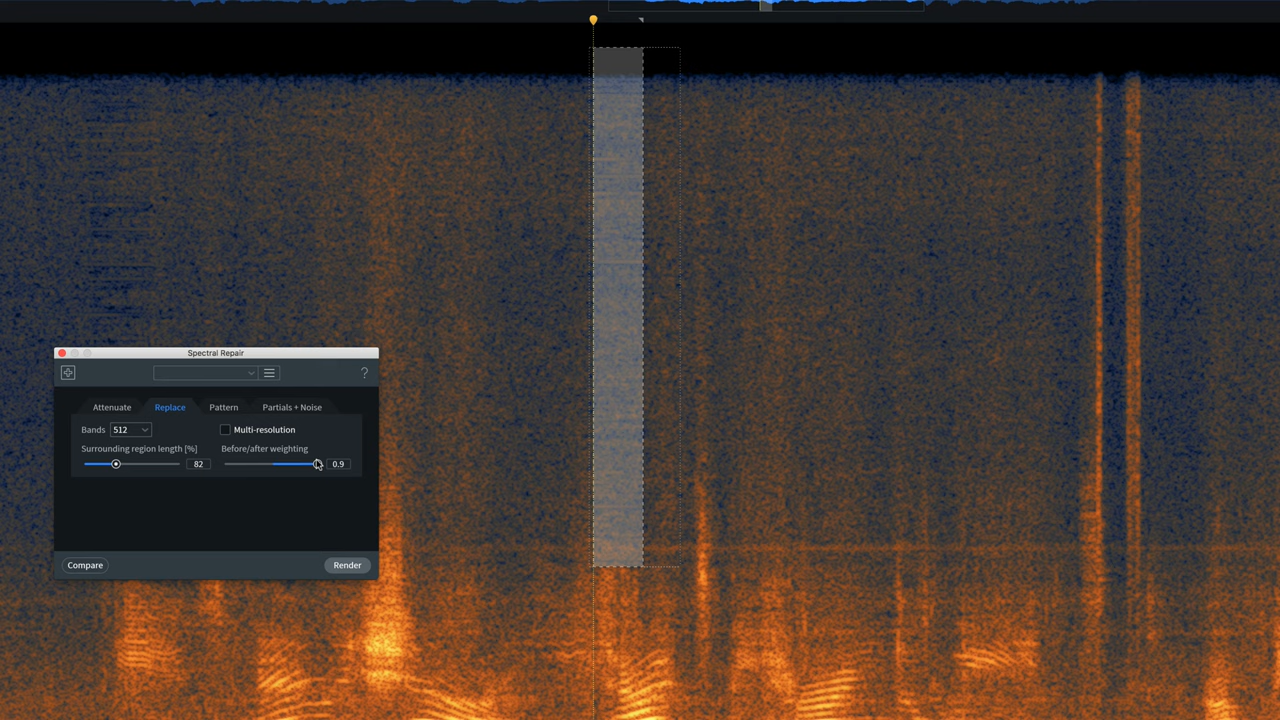 Spectral Repair
?
Attenuate Replace Pattern Partials + Noise
Bands 512 Multi-resolution
Surrounding region length [%] Before/after weighting
82 0.9
Compare Render